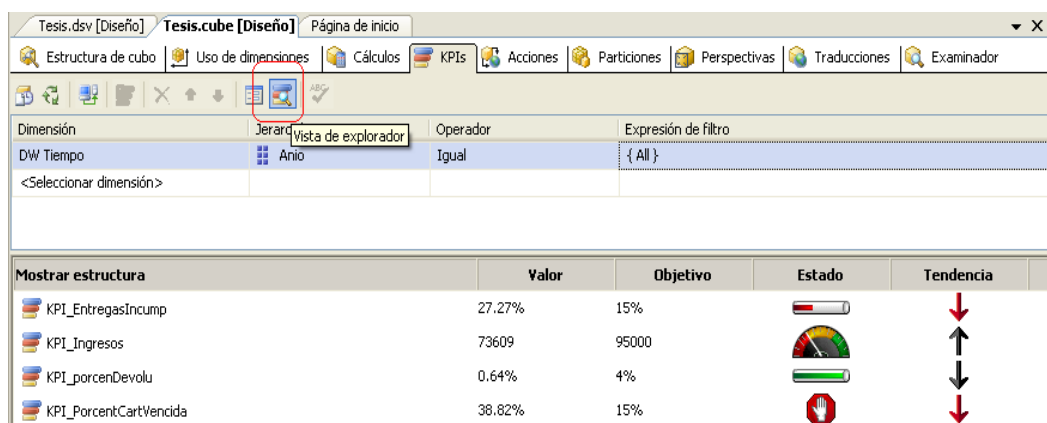 Tesis.dsv [Diseño] Tesis.cube [Diseño] Página de inicio
Estructura de cubo Uso de dimensiones Cálculos KPIs Acciones Particiones Perspectivas Traducciones Examinador
ABC
Dimensión Operador Expresión de filtro
Vista de explorador
DW Tiempo Anio Igual { All }
<Seleccionar dimensión>
Mostrar estructura Valor Objetivo Estado Tendencia
KPI_EntregasIncump 27.27% 15%
KPI_Ingresos 73609 95000
KPI_porcenDevolu 0.64% 4%
KPI_PorcentCartVencida 38.82% 15%